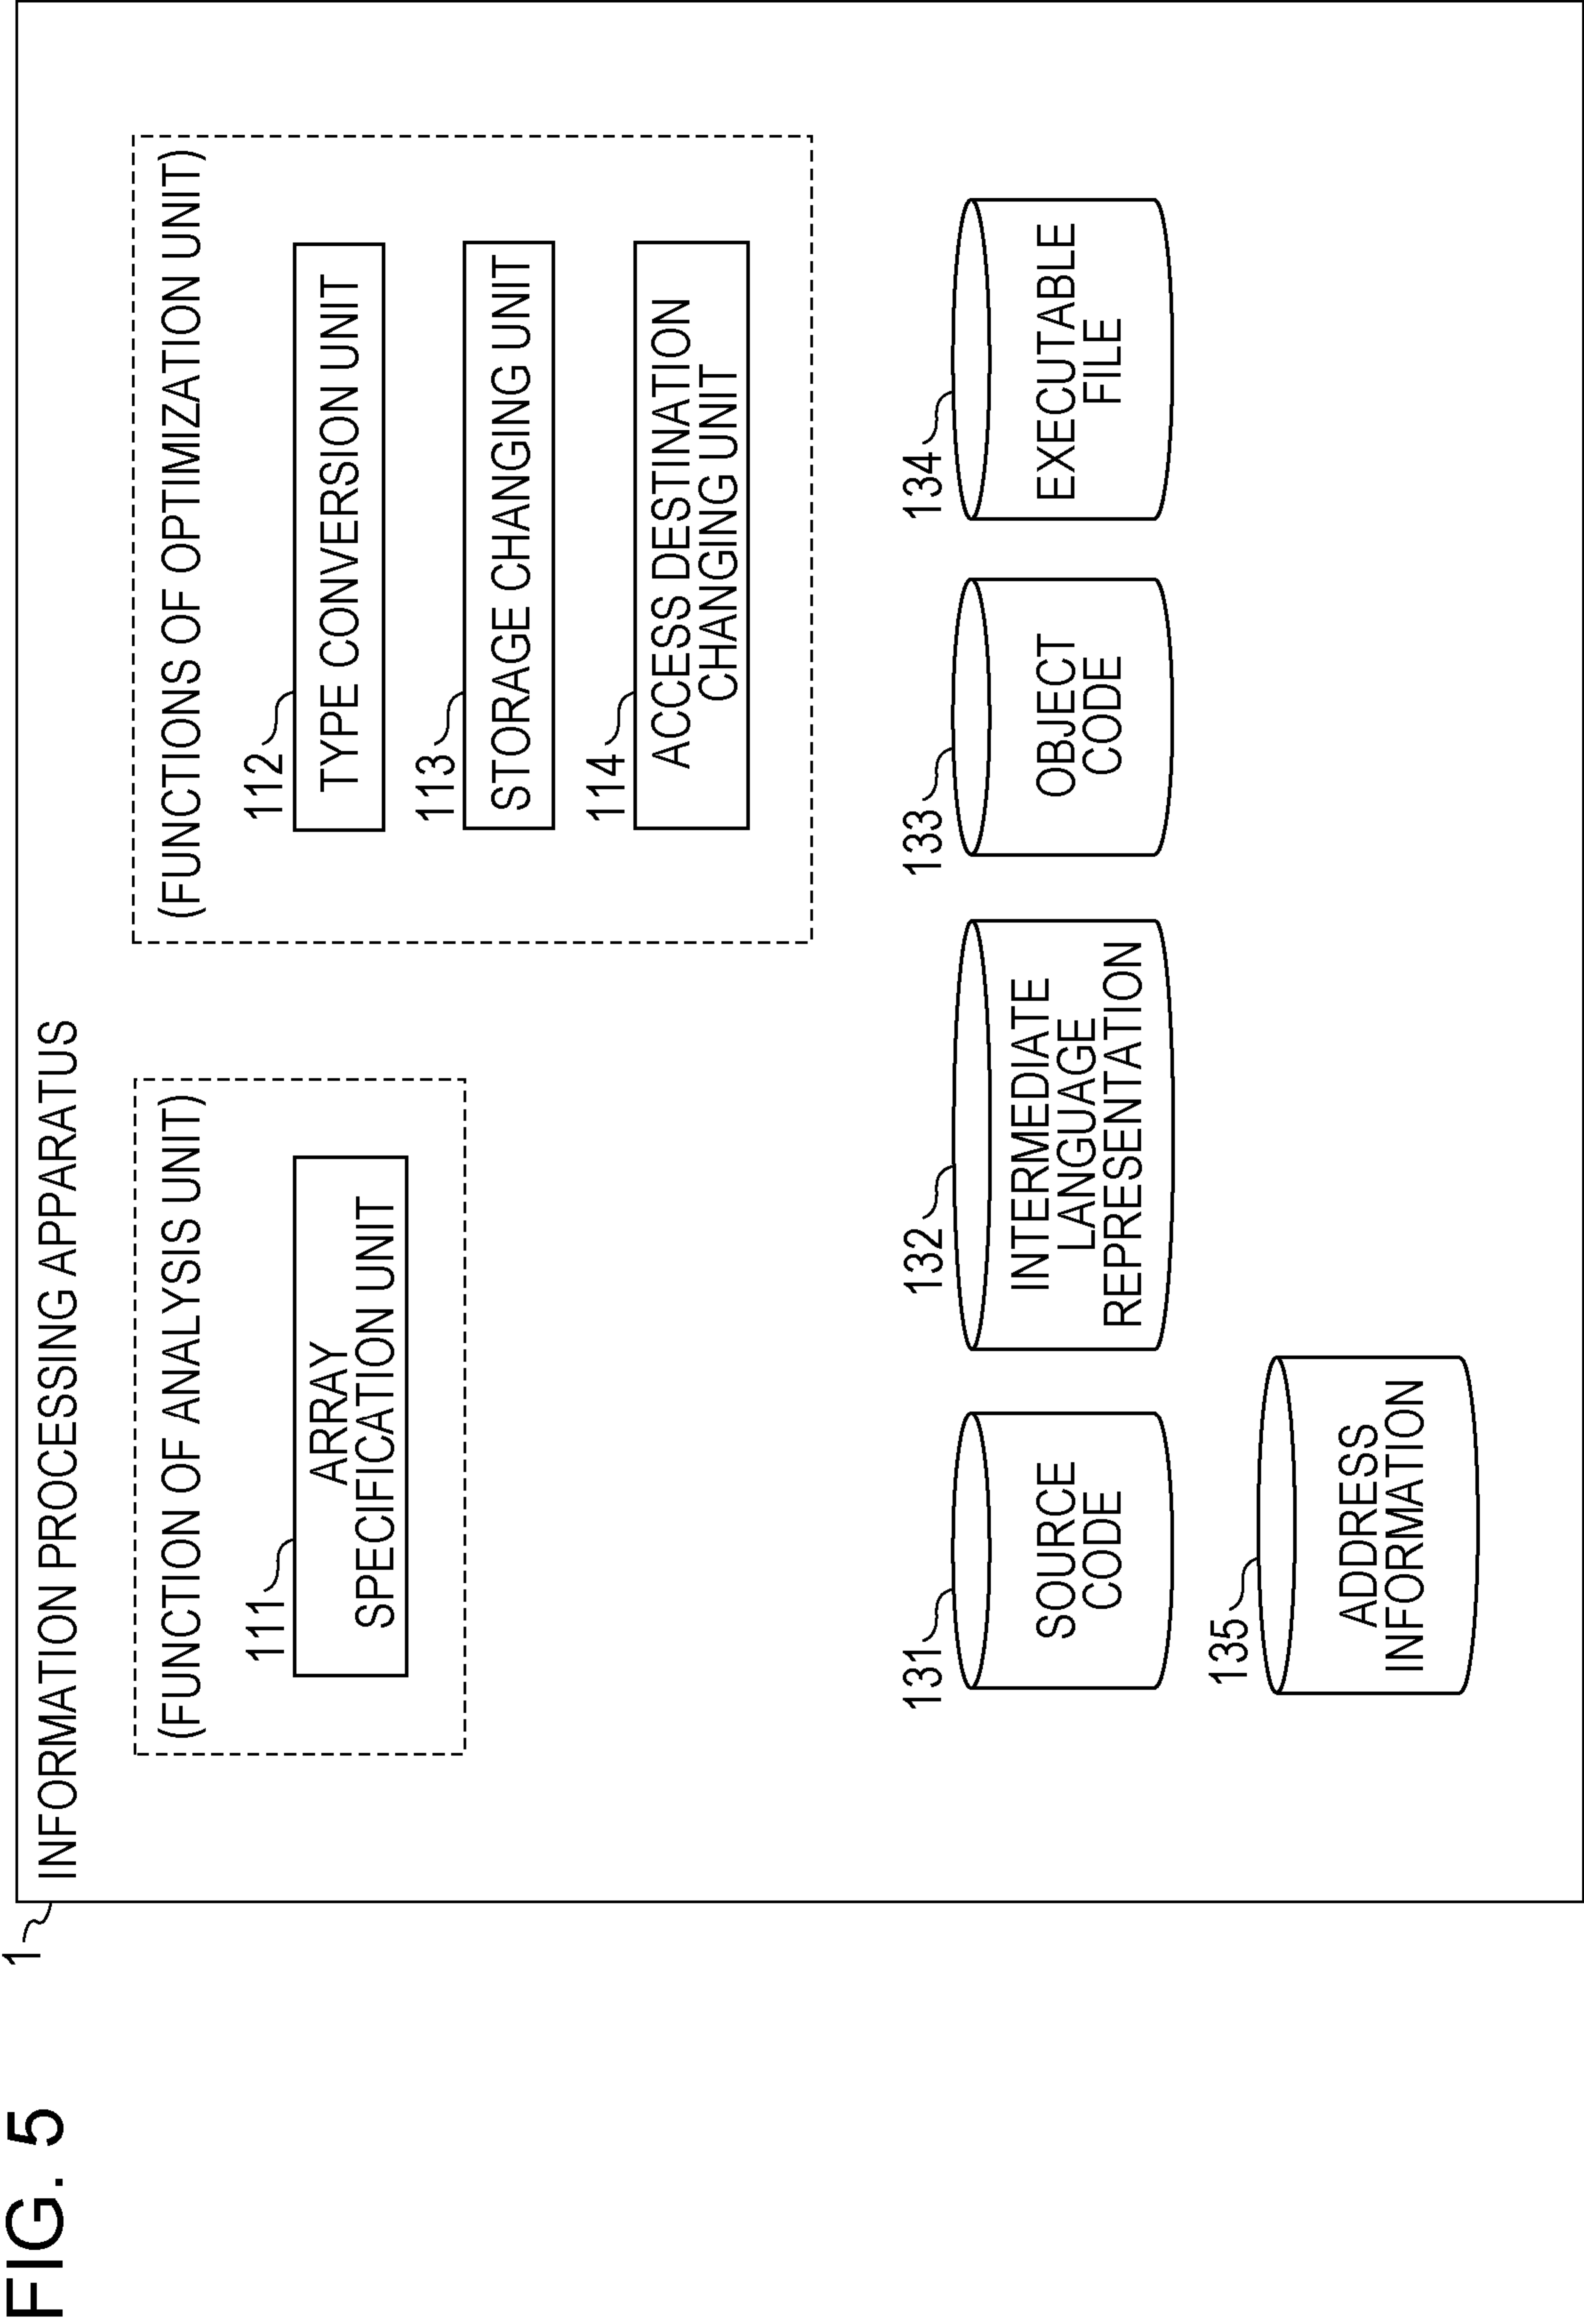 FIG. 5
1
INFORMATION PROCESSING APPARATUS
(FUNCTION OF ANALYSIS UNIT)
111
ARRAY
SPECIFICATION UNIT
(FUNCTIONS OF OPTIMIZATION UNIT)
112
TYPE CONVERSION UNIT
113
STORAGE CHANGING UNIT
114
ACCESS DESTINATION
CHANGING UNIT
131
SOURCE
CODE
132
INTERMEDIATE
LANGUAGE
REPRESENTATION
133
OBJECT
CODE
134
EXECUTABLE
FILE
135
ADDRESS
INFORMATION